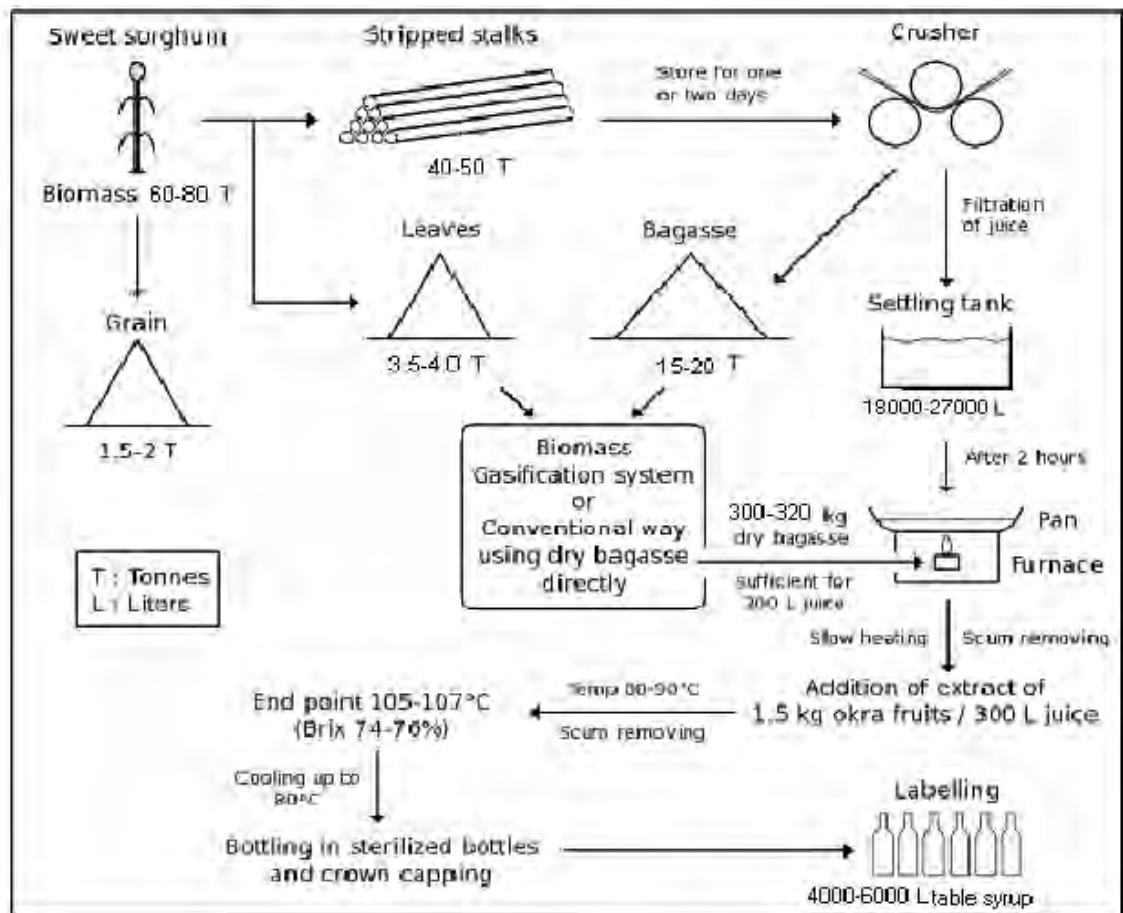 Sweet sorghum
Stripped stalks
Crusher
Store for one
or two days
Biomass 60-80 T
40-50 T
Filtration
of juice
Leaves
Bagasse
Grain
Settling tank
3.5-4.0 T
15-20 T
18000-27000 L
1.5-2 T
Biomass
Gasification system
or
Conventional way
using dry bagasse
directly
After 2 hours
300-320 kg
dry bagasse
Pan
Furnace
Sufficient for
L juice
T : Tonnes
L : Liters
Slow heating
Scum removing
End point 105-107°C
(Brix 74-76%)
Temp
Scum removing
Addition of extract of
1.5 kg okra fruits / 300 L juice
Cooling up to
Labelling
Bottling in sterilized bottles
and crown capping
4000-6000 L table syrup